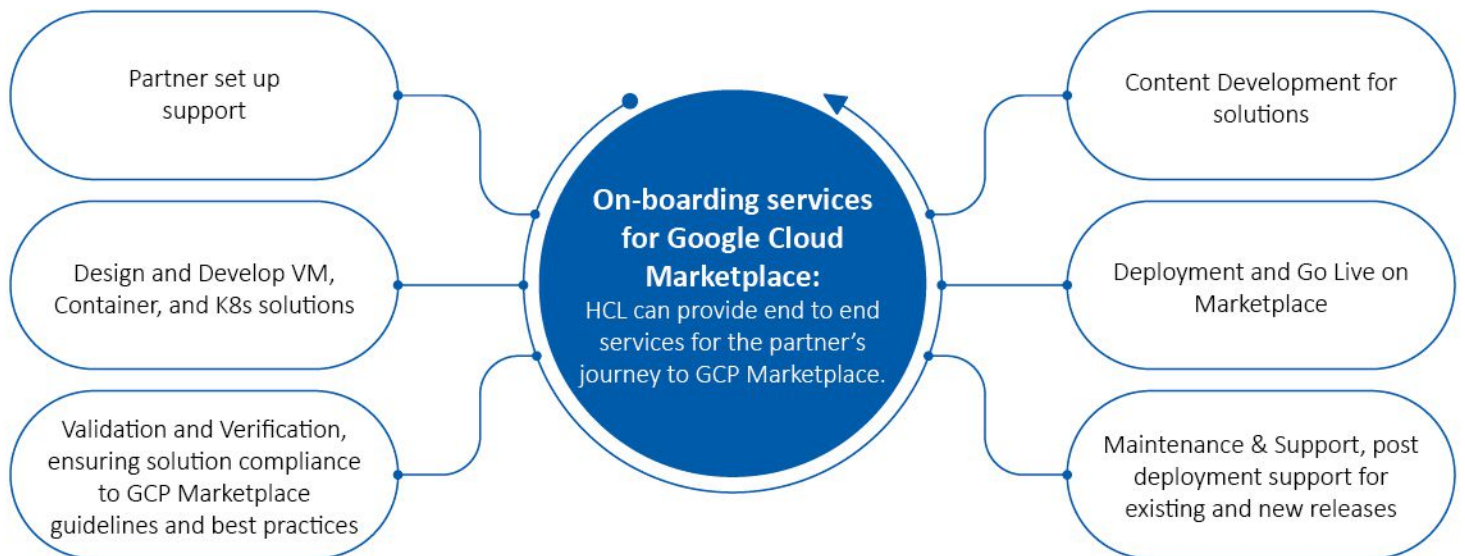 Partner set up
support
Design and Develop VM,
Container, and K8s solutions
Validation and Verification,
ensuring solution compliance
to GCP Marketplace
guidelines and best practices
On-boarding services
for Google Cloud
Marketplace:
HCL can provide end to end
services for the partner’s
journey to GCP Marketplace.
Content Development for
solutions
Deployment and Go Live on
Marketplace
Maintenance & Support, post
deployment support for
existing and new releases